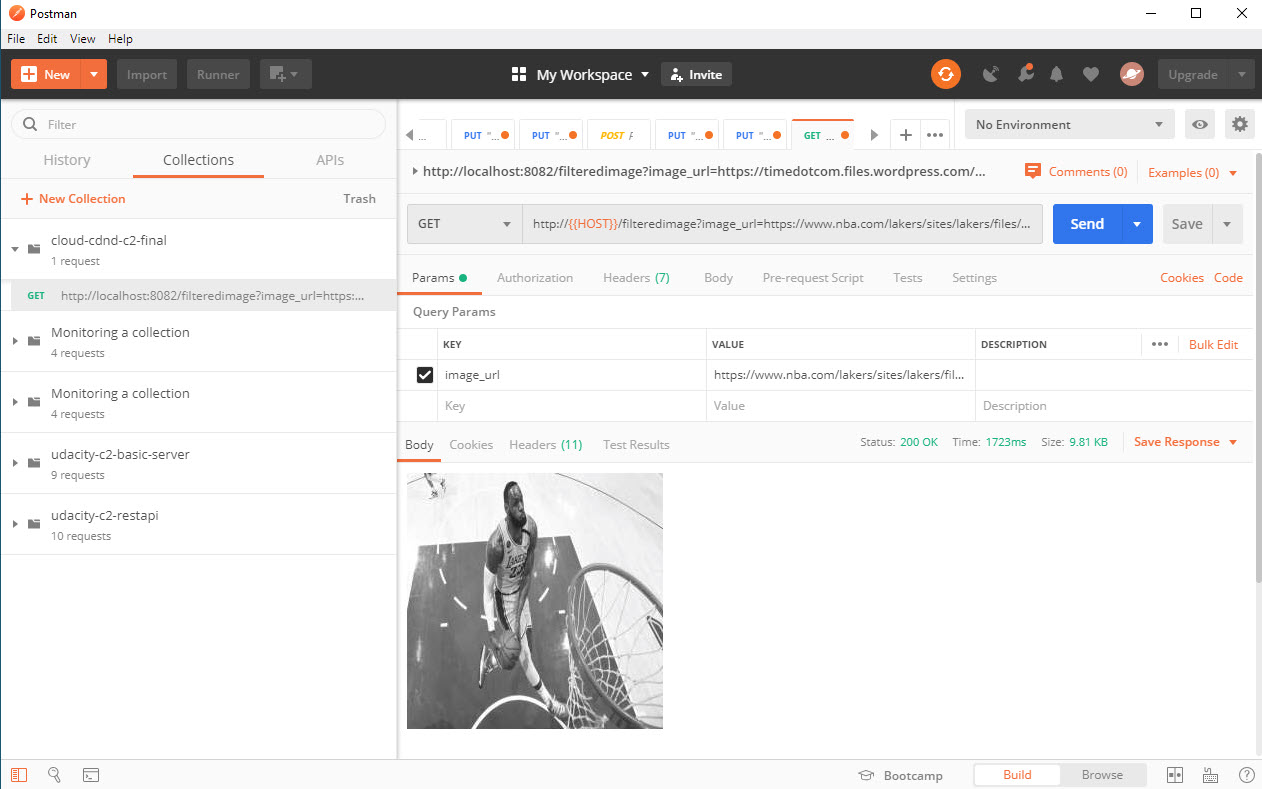 Postman
File Edit View Help
New Import Runner My Workspace Invite Upgrade
Filter
History Collections APIs
New Collection Trash
cloud-cdnd-c2-final
1 request
GET http://localhost:8082/filteredimage?image_url=https:...
Monitoring a collection
4 requests
Monitoring a collection
4 requests
udacity-c2-basic-server
9 requests
udacity-c2-restapi
10 requests
... PUT "... PUT "... POST PUT "... PUT "... GET ... No Environment
http://localhost:8082/filteredimage?image_url=https://timedotcom.files.wordpress.com/... Comments (0) Examples (0)
GET http://{{HOST}}/filteredimage?image_url=https://www.nba.com/lakers/sites/lakers/files/... Send Save
Params Authorization Headers (7) Body Pre-request Script Tests Settings Cookies Code
Query Params
KEY VALUE DESCRIPTION Bulk Edit
image_url https://www.nba.com/lakers/sites/lakers/fil...
Key Value Description
Body Cookies Headers (11) Test Results Status: 200 OK Time: 1723ms Size: 9.81 KB Save Response
LAKERS
23
Bootcamp Build Browse